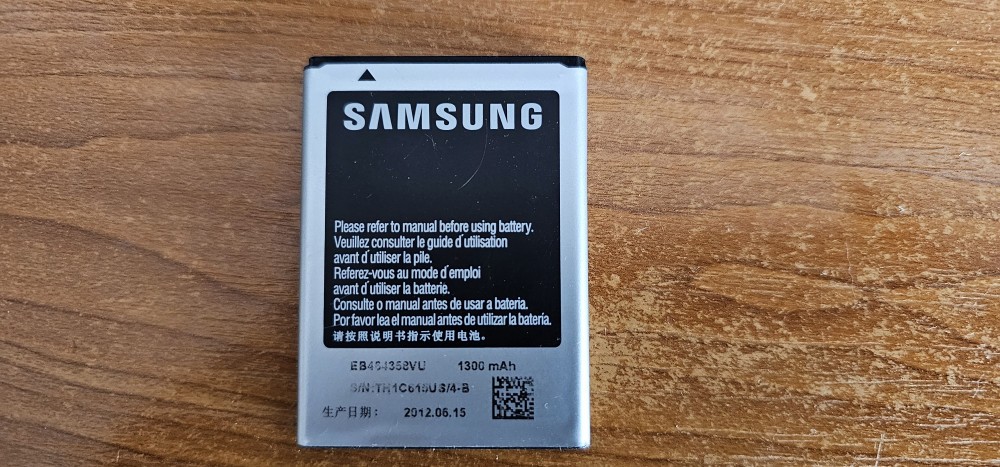 SAMSUNG
Please refer to manual before using battery.
Veuillez consulter le guide d'utilisation
avant d'utiliser la pile.
Referez-vous au mode d'emploi
avant d'utiliser la batterie.
Consulte o manual antes de usar a bateria.
Por favor lea el manual antes de utilizar la batería.
请按照说明书指示使用电池。
EB464358VU 1300 mAh
生产日期: 2012.06.15